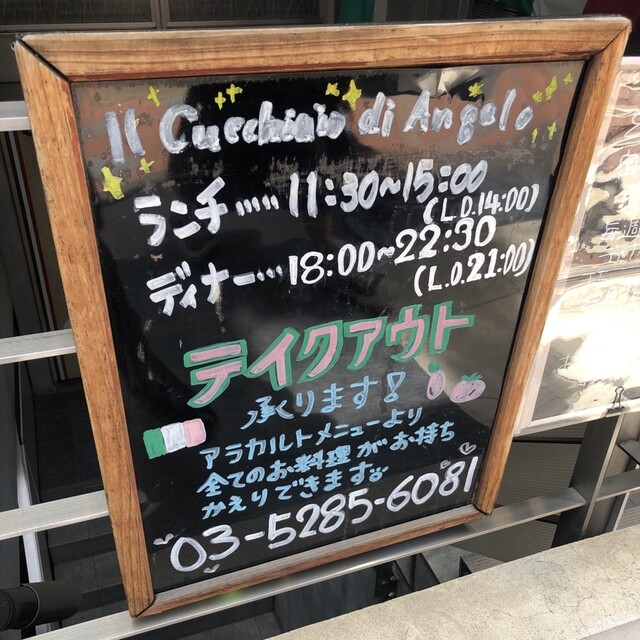 Il Cucchiaio di Angelo
ランチ…… 11:30~15:00
(L.O.14:00)
ディナー… 18:00~22:30
(L.O.21:00)
テイクアウト
承ります!
アラカルトメニューより
全てのお料理がお持ち
かえりできます。
03-5285-6081